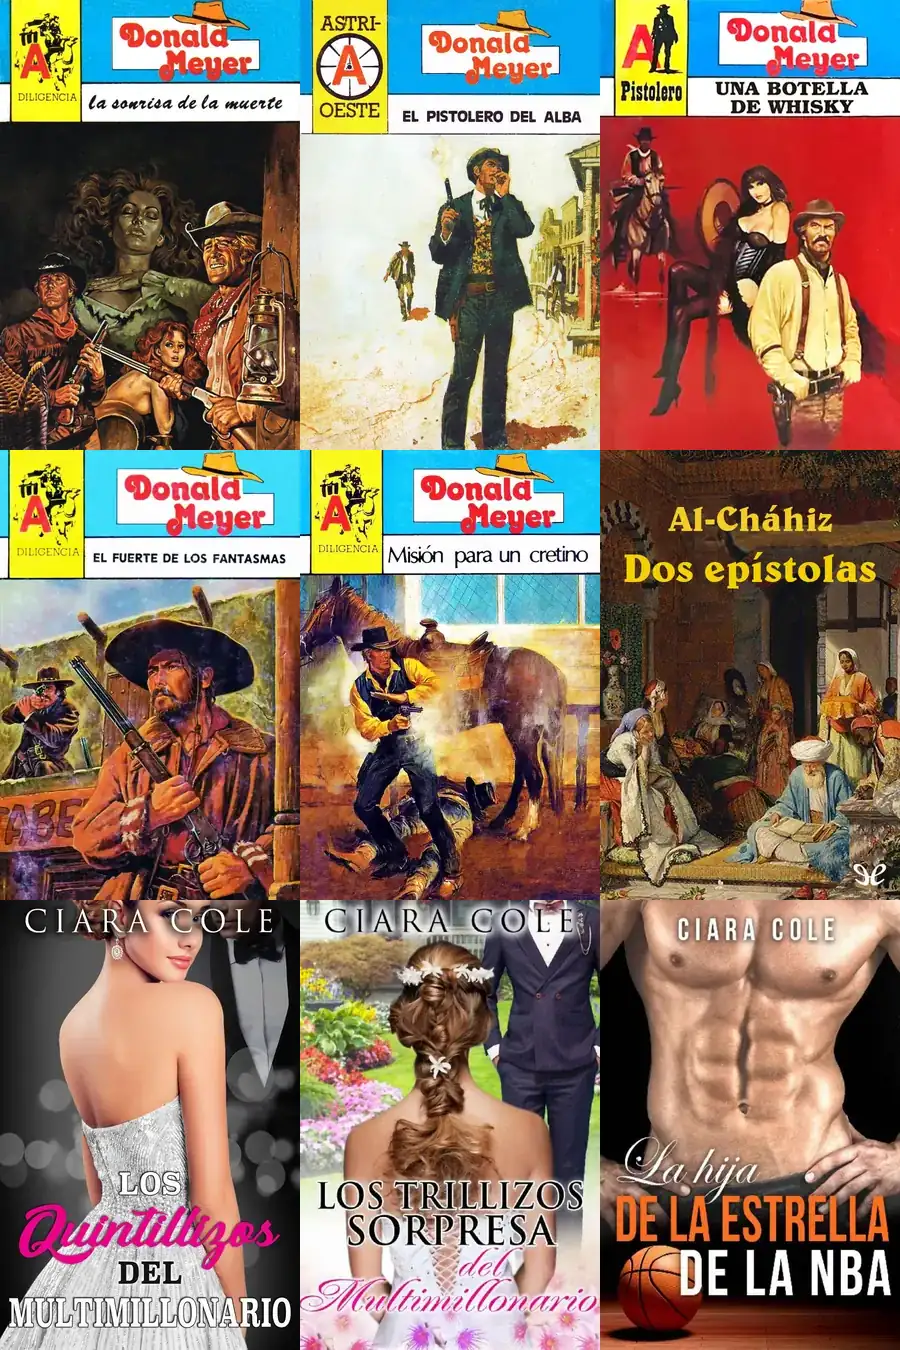 A
DILIGENCIA
Donald
Meyer
la sonrisa de la muerte
ASTRI-
A
OESTE
Donald
Meyer
EL PISTOLERO DEL ALBA
A
Pistolero
Donald
Meyer
UNA BOTELLA
DE WHISKY
A
DILIGENCIA
Donald
Meyer
EL FUERTE DE LOS FANTASMAS
TABE
A
DILIGENCIA
Donald
Meyer
Misión para un cretino
Al-Cháhiz
Dos epístolas
CIARA COLE
LOS
Quintillizos
DEL
MULTIMILLONARIO
CIARA COLE
LOS TRILLIZOS
SORPRESA
del
Multimillonario
CIARA COLE
La hija
DE LA ESTRELLA
DE LA NBA